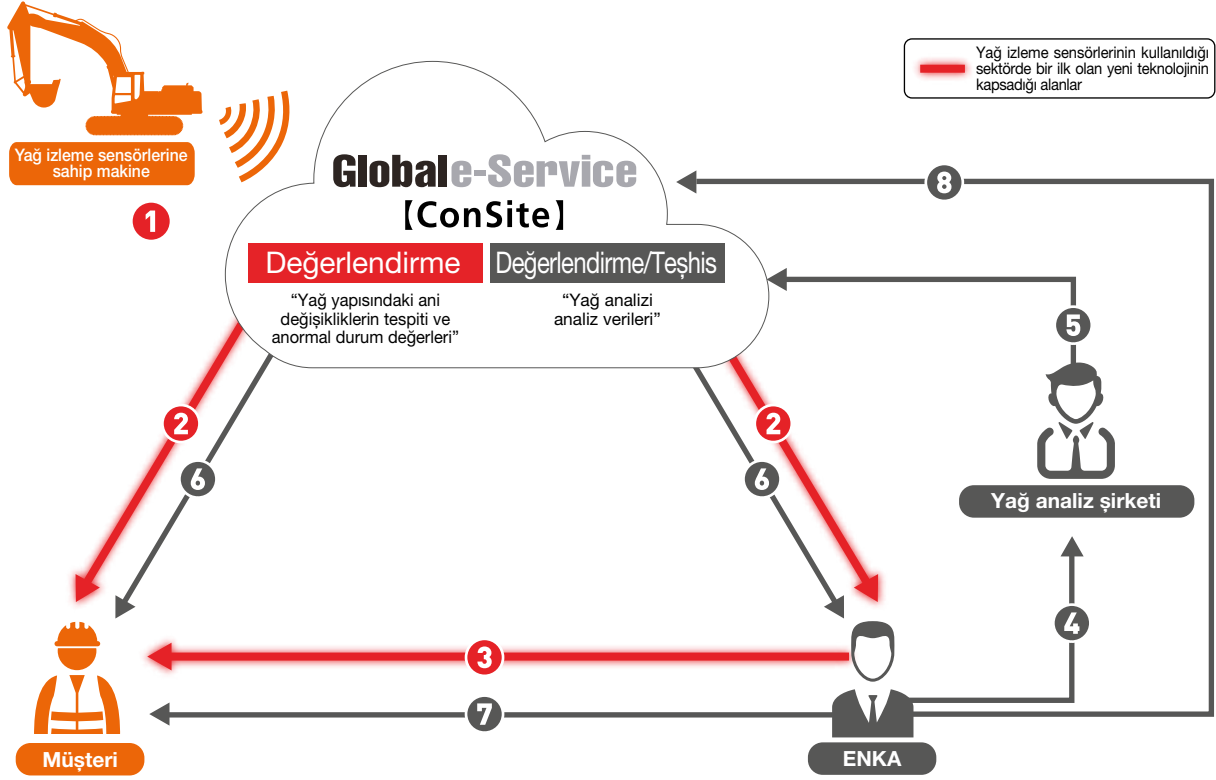 Yağ izleme sensörlerine
sahip makine
1
Yağ izleme sensörlerinin kullanıldığı
sektörde bir ilk olan yeni teknolojinin
kapsadığı alanlar
Global e-Service
【ConSite】
Değerlendirme
Değerlendirme/Teşhis
“Yağ yapısındaki ani
değişikliklerin tespiti ve
anormal durum değerleri”
“Yağ analizi
analiz verileri”
8
5
2
6
2
6
Yağ analiz şirketi
4
3
7
Müşteri
ENKA